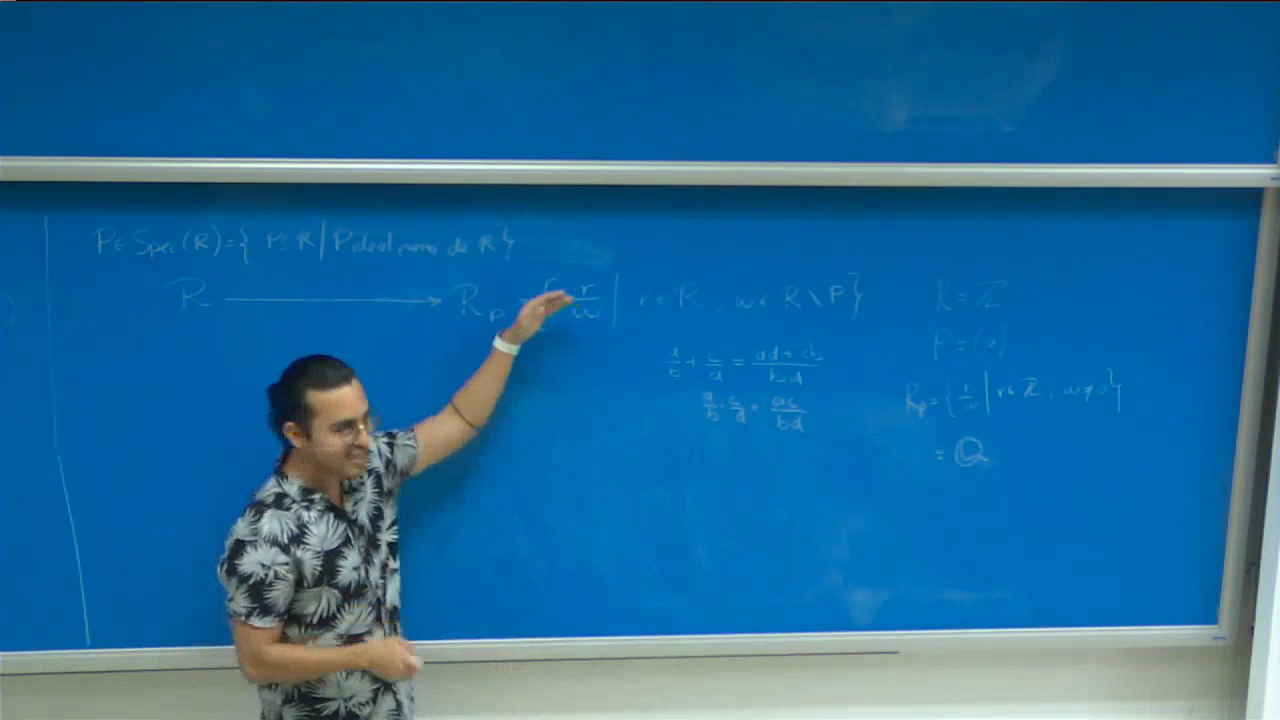 P ∈ Spec(R) = { P ⊆ R | P ideal primo de R }
R ⟶ R_P = { r/w | r ∈ R, w ∈ R \ P }
a/b + c/d = (ad + cb)/bd
a/b · c/d = ac/bd
R = ℤ
P = (0)
R_P = { r/w | r ∈ ℤ, w ≠ 0 }
= ℚ